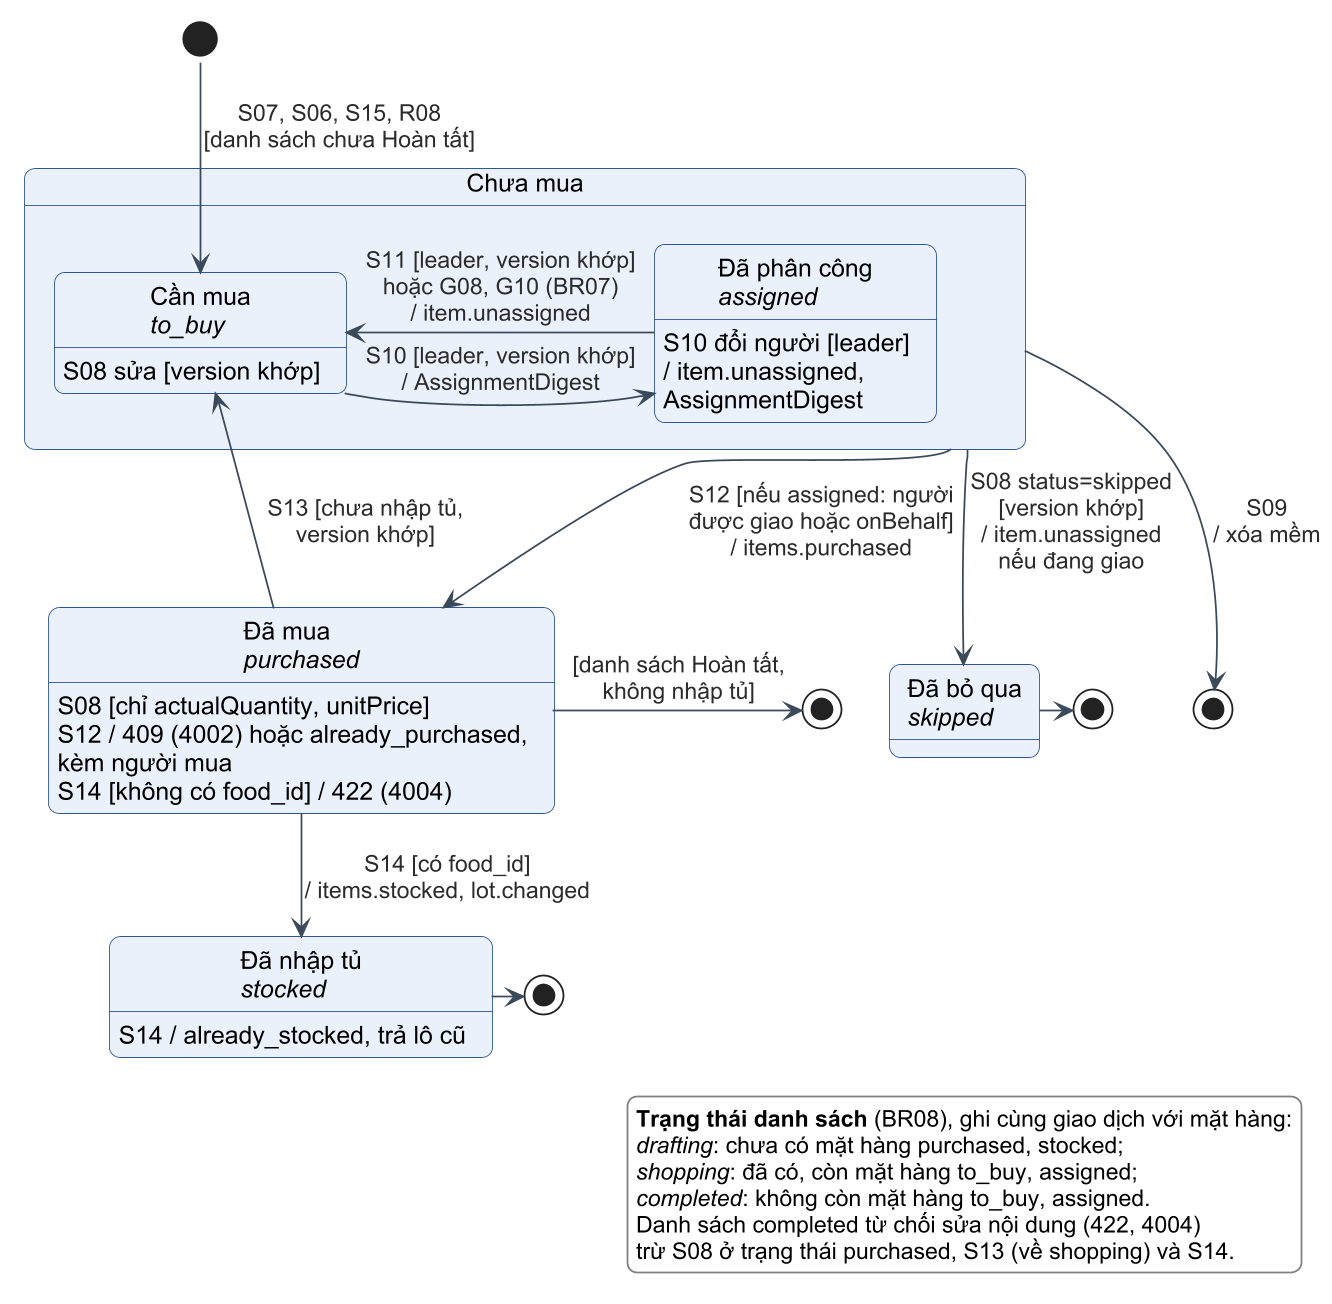 S07, S06, S15, R08
[danh sách chưa Hoàn tất]
Chưa mua
S11 [leader, version khớp]
hoặc G08, G10 (BR07)
/ item.unassigned
Đã phân công
assigned
Cần mua
to_buy
S08 sửa [version khớp]
S10 [leader, version khớp]
/ AssignmentDigest
S10 đổi người [leader]
/ item.unassigned,
AssignmentDigest
S13 [chưa nhập tủ,
version khớp]
S12 [nếu assigned: người
được giao hoặc onBehalf]
/ items.purchased
S08 status=skipped
[version khớp]
/ item.unassigned
nếu đang giao
S09
/ xóa mềm
Đã mua
purchased
S08 [chỉ actualQuantity, unitPrice]
S12 / 409 (4002) hoặc already_purchased,
kèm người mua
S14 [không có food_id] / 422 (4004)
[danh sách Hoàn tất,
không nhập tủ]
Đã bỏ qua
skipped
S14 [có food_id]
/ items.stocked, lot.changed
Đã nhập tủ
stocked
S14 / already_stocked, trả lô cũ
Trạng thái danh sách (BR08), ghi cùng giao dịch với mặt hàng:
drafting: chưa có mặt hàng purchased, stocked;
shopping: đã có, còn mặt hàng to_buy, assigned;
completed: không còn mặt hàng to_buy, assigned.
Danh sách completed từ chối sửa nội dung (422, 4004)
trừ S08 ở trạng thái purchased, S13 (về shopping) và S14.